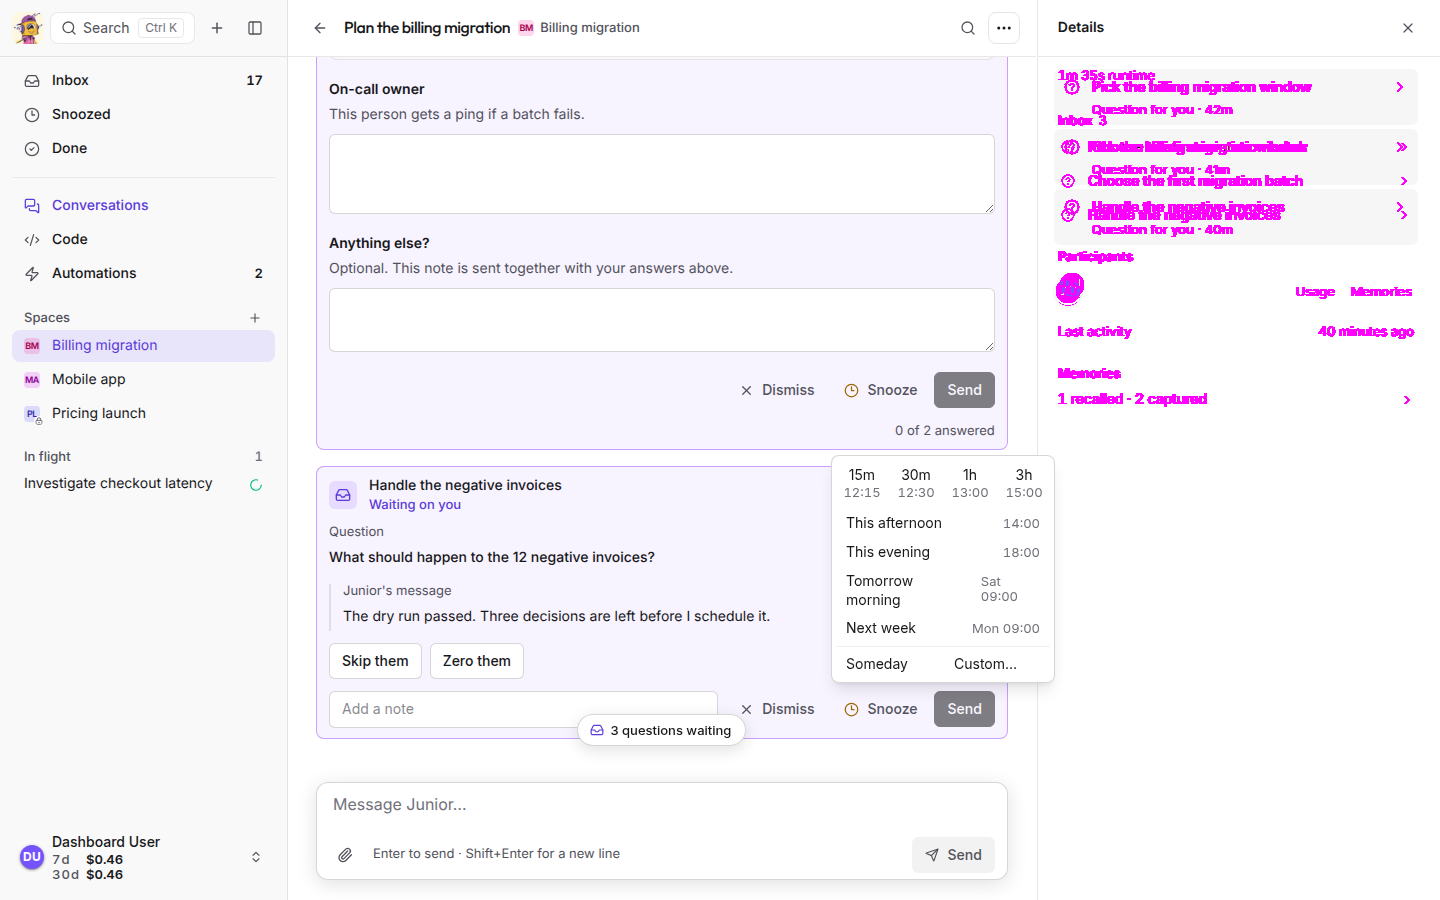 Search Ctrl K
Inbox 17
Snoozed
Done
Conversations
Code
Automations 2
Spaces
BM Billing migration
MA Mobile app
PL Pricing launch
In flight 1
Investigate checkout latency
DU Dashboard User
7d $0.46
30d $0.46
Plan the billing migration BM Billing migration
On-call owner
This person gets a ping if a batch fails.
Anything else?
Optional. This note is sent together with your answers above.
Dismiss Snooze Send
0 of 2 answered
Handle the negative invoices
Waiting on you
Question
What should happen to the 12 negative invoices?
Junior's message
The dry run passed. Three decisions are left before I schedule it.
Skip them Zero them
Add a note Dismiss Snooze Send
3 questions waiting
Message Junior...
Enter to send · Shift+Enter for a new line Send
15m 30m 1h 3h
12:15 12:30 13:00 15:00
This afternoon 14:00
This evening 18:00
Tomorrow morning Sat 09:00
Next week Mon 09:00
Someday Custom...
Details
1m 35s runtime
Pick the billing migration window
Question for you · 42m
Inbox 3
Question for you · 41m
Choose the first migration batch
Handle the negative invoices
Handle the negative invoices
Question for you · 40m
Participants
Usage Memories
Last activity 40 minutes ago
Memories
1 recalled · 2 captured